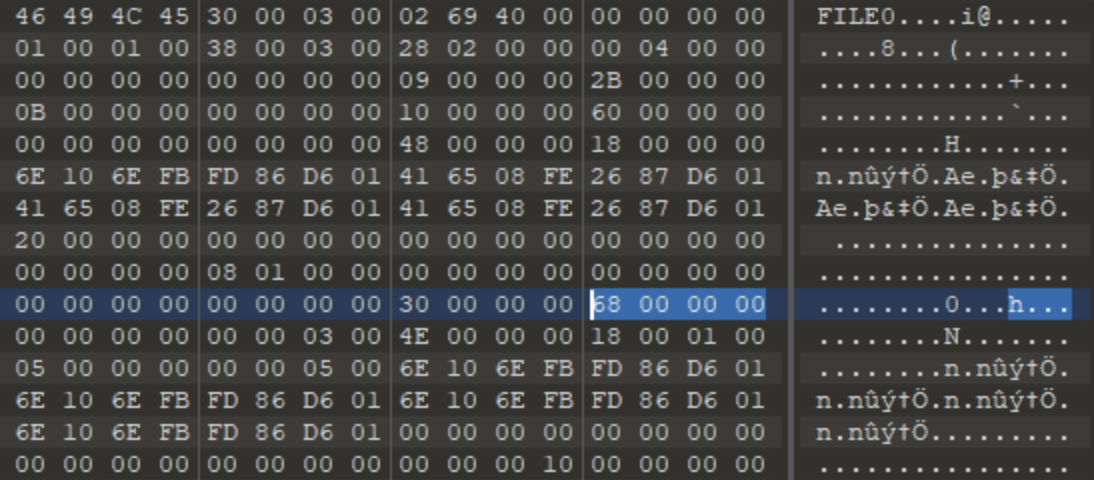 46 49 4C 45 30 00 03 00 02 69 40 00 00 00 00 00 FILE0....i@.....
01 00 01 00 38 00 03 00 28 02 00 00 00 04 00 00 ....8...(.......
00 00 00 00 00 00 00 00 09 00 00 00 2B 00 00 00 ............+...
0B 00 00 00 00 00 00 00 10 00 00 00 60 00 00 00 ............`...
00 00 00 00 00 00 00 00 48 00 00 00 18 00 00 00 ........H.......
6E 10 6E FB FD 86 D6 01 41 65 08 FE 26 87 D6 01 n.nûý†Ö.Ae.þ&‡Ö.
41 65 08 FE 26 87 D6 01 41 65 08 FE 26 87 D6 01 Ae.þ&‡Ö.Ae.þ&‡Ö.
20 00 00 00 00 00 00 00 00 00 00 00 00 00 00 00  ...............
00 00 00 00 08 01 00 00 00 00 00 00 00 00 00 00 ................
00 00 00 00 00 00 00 00 30 00 00 00 68 00 00 00 ........0...h...
00 00 00 00 00 00 03 00 4E 00 00 00 18 00 01 00 ........N.......
05 00 00 00 00 00 05 00 6E 10 6E FB FD 86 D6 01 ........n.nûý†Ö.
6E 10 6E FB FD 86 D6 01 6E 10 6E FB FD 86 D6 01 n.nûý†Ö.n.nûý†Ö.
6E 10 6E FB FD 86 D6 01 00 00 00 00 00 00 00 00 n.nûý†Ö.........
00 00 00 00 00 00 00 00 00 00 00 10 00 00 00 00 ................